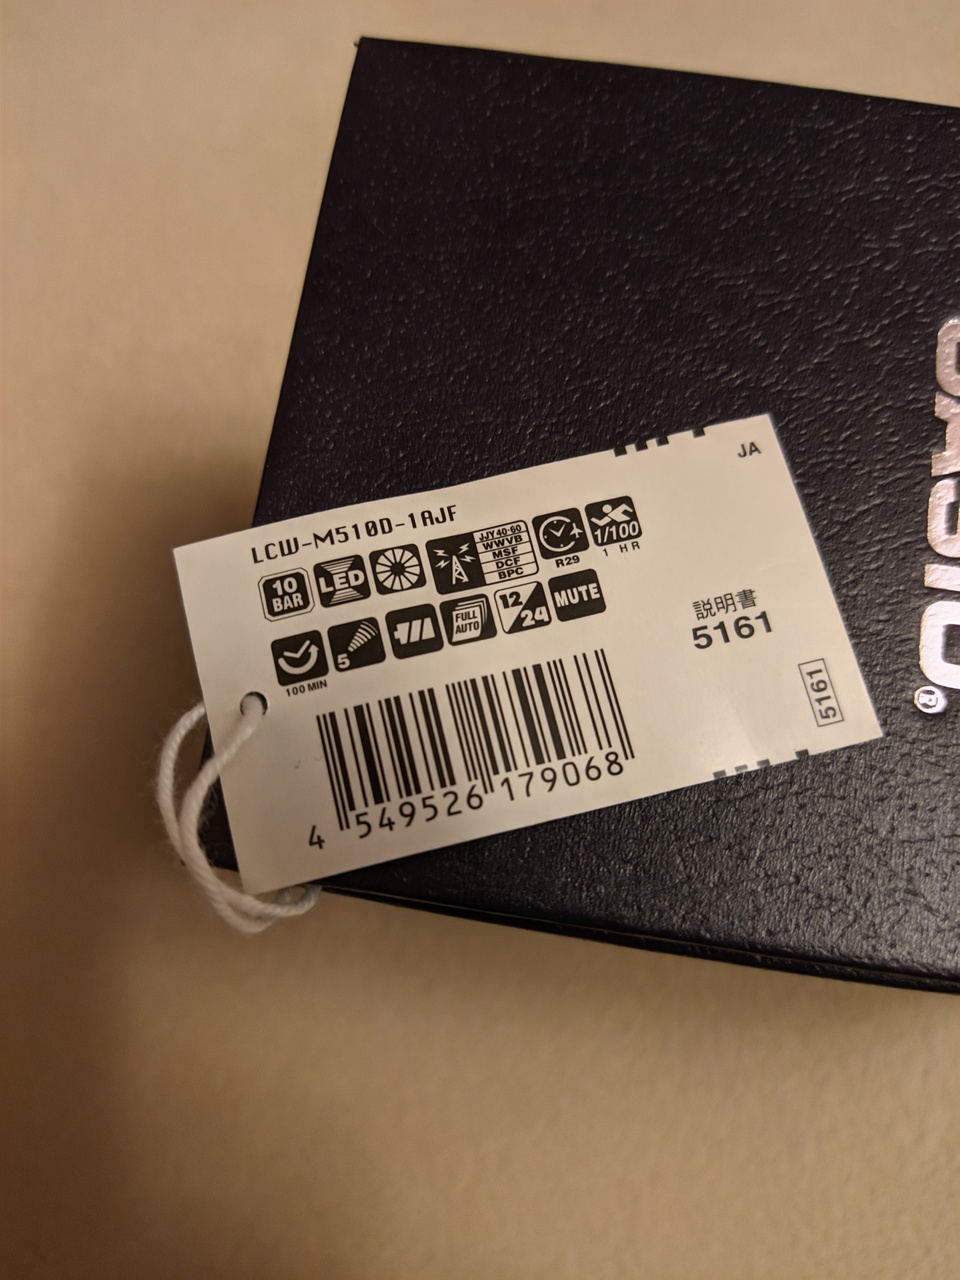 CASIO®
JA
LCW-M510D-1AJF
10 BAR
LED
JJY40·60
WWVB
MSF
DCF
BPC
R29
1/100
1 HR
100 MIN
5
FULL AUTO
12/24
MUTE
説明書
5161
5161
4 549526 179068